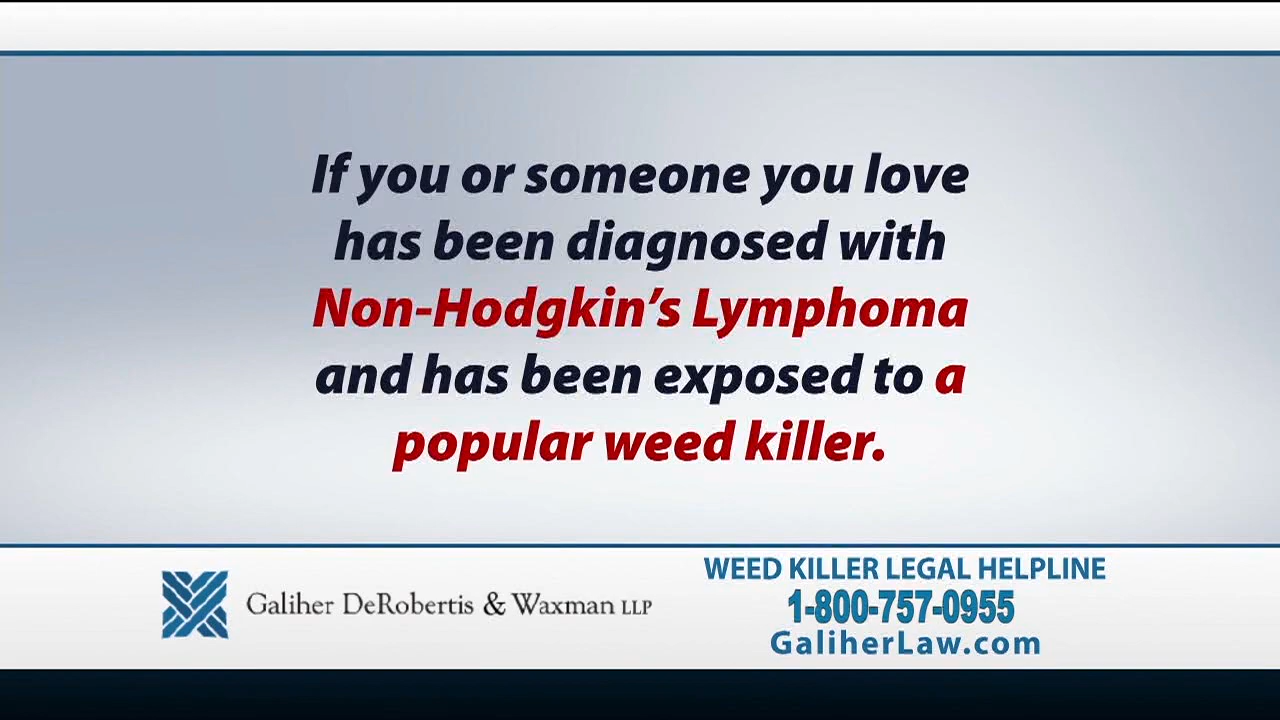 If you or someone you love
has been diagnosed with
Non-Hodgkin’s Lymphoma
and has been exposed to a
popular weed killer.
Galiher DeRobertis & Waxman LLP
WEED KILLER LEGAL HELPLINE
1-800-757-0955
GaliherLaw.com